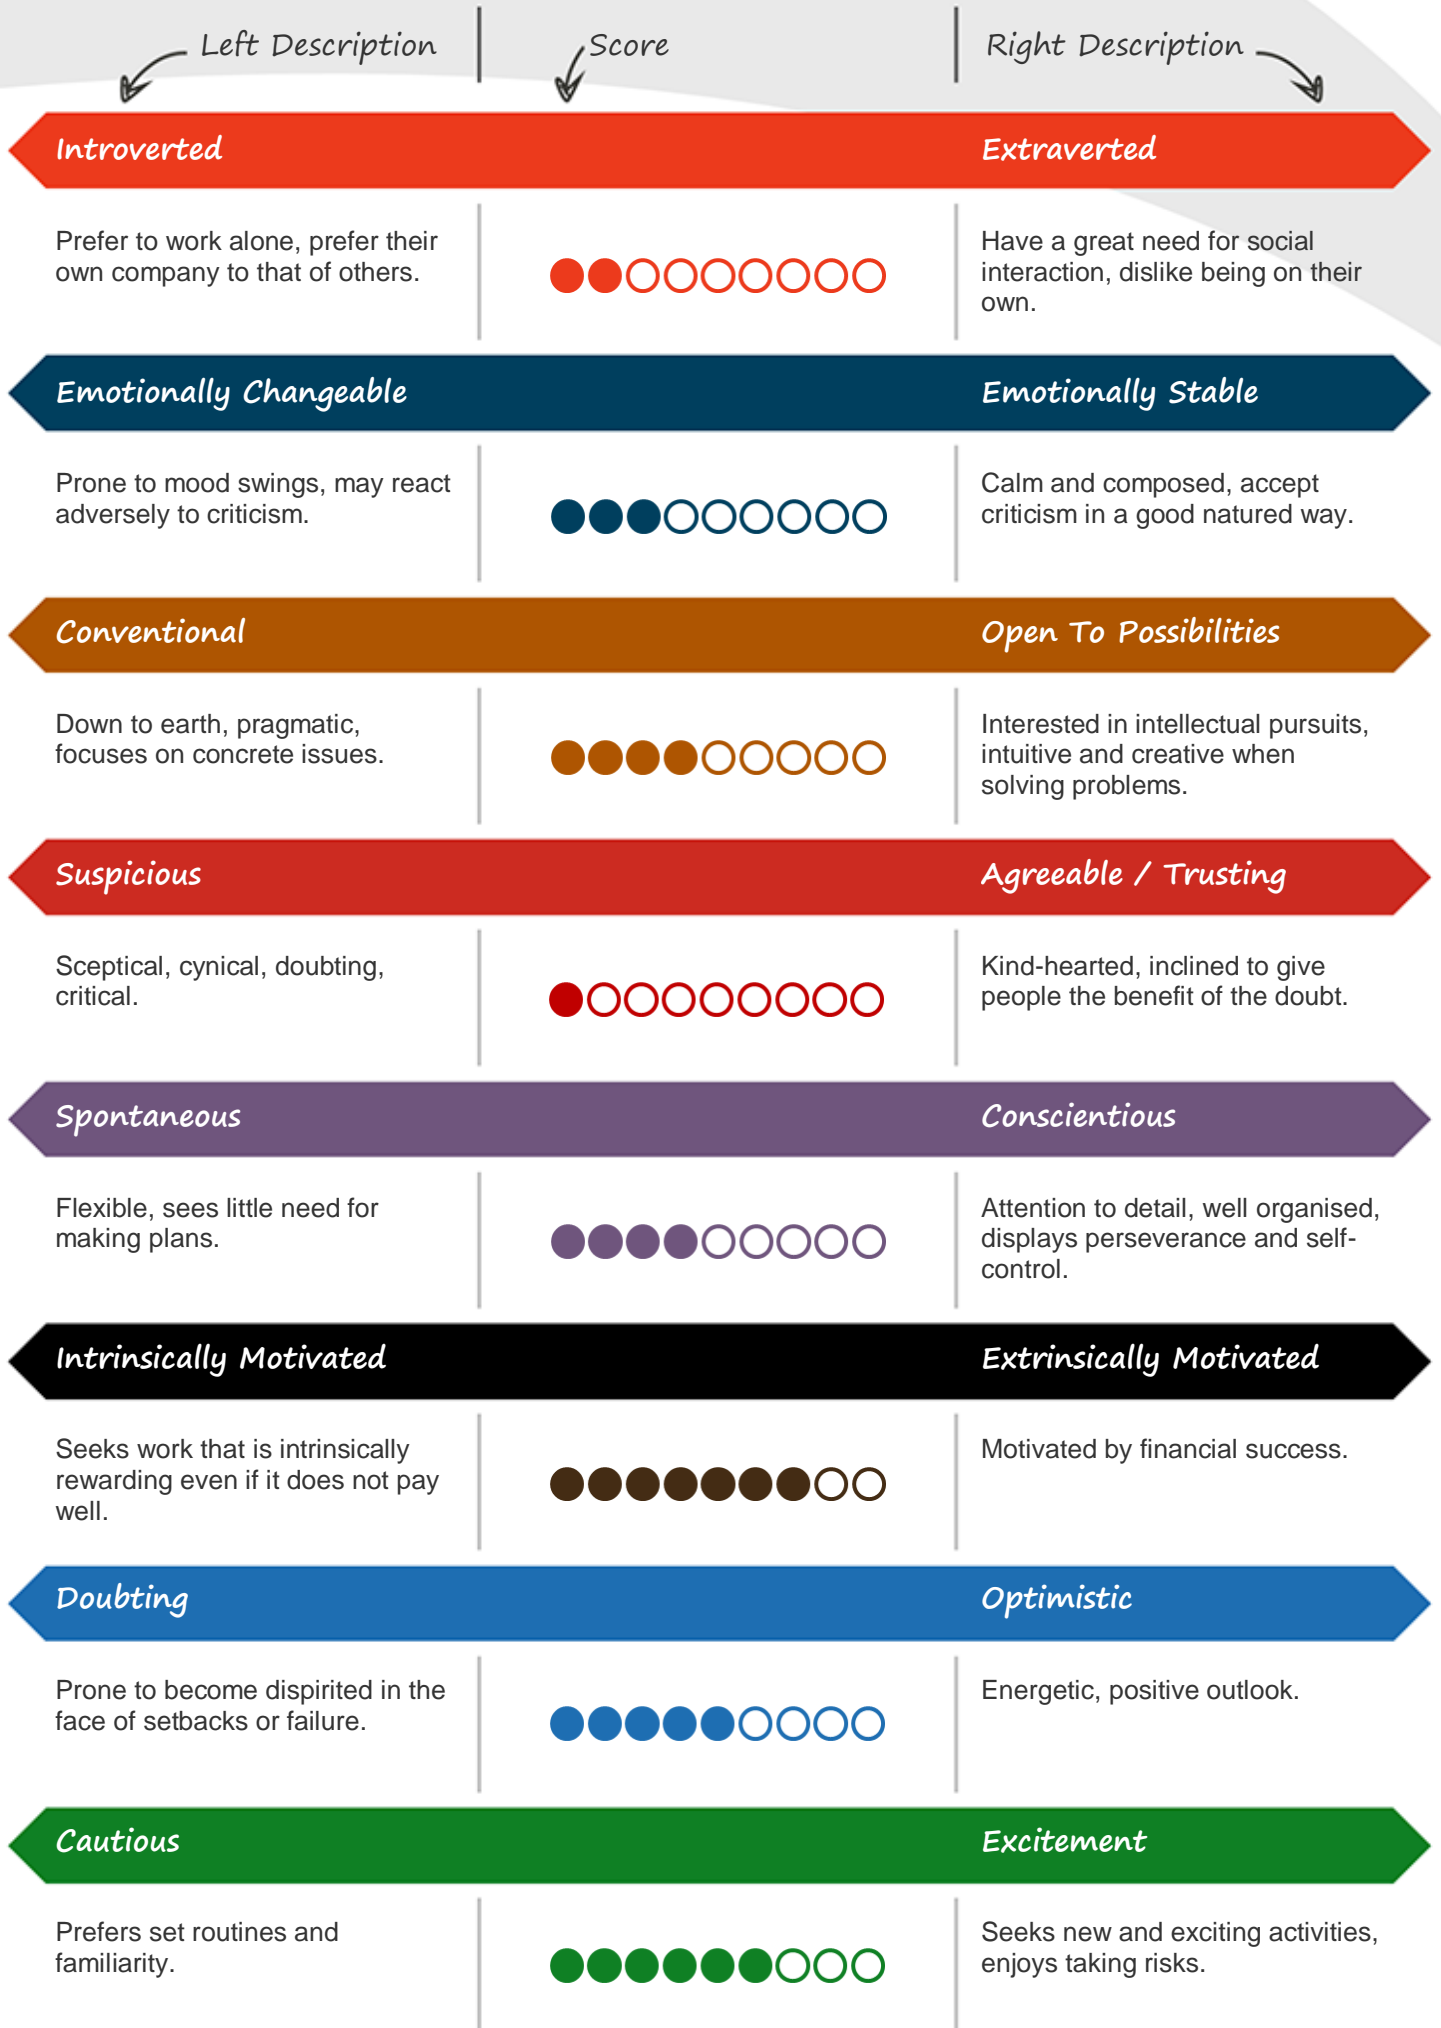 Left Description
Score
Right Description
Introverted
Extraverted
Prefer to work alone, prefer their
own company to that of others.
Have a great need for social
interaction, dislike being on their
own.
Emotionally Changeable
Emotionally Stable
Prone to mood swings, may react
adversely to criticism.
Calm and composed, accept
criticism in a good natured way.
Conventional
Open To Possibilities
Down to earth, pragmatic,
focuses on concrete issues.
Interested in intellectual pursuits,
intuitive and creative when
solving problems.
Suspicious
Agreeable / Trusting
Sceptical, cynical, doubting,
critical.
Kind-hearted, inclined to give
people the benefit of the doubt.
Spontaneous
Conscientious
Flexible, sees little need for
making plans.
Attention to detail, well organised,
displays perseverance and self-
control.
Intrinsically Motivated
Extrinsically Motivated
Seeks work that is intrinsically
rewarding even if it does not pay
well.
Motivated by financial success.
Doubting
Optimistic
Prone to become dispirited in the
face of setbacks or failure.
Energetic, positive outlook.
Cautious
Excitement
Prefers set routines and
familiarity.
Seeks new and exciting activities,
enjoys taking risks.